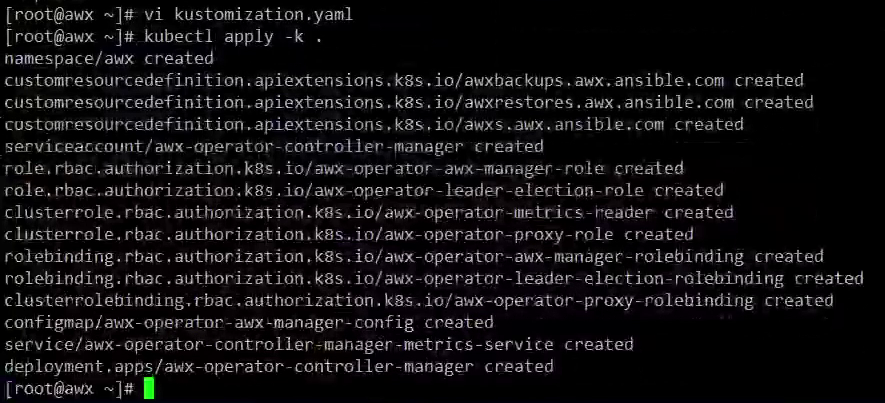 [root@awx ~]# vi kustomization.yaml
[root@awx ~]# kubectl apply -k .
namespace/awx created
customresourcedefinition.apiextensions.k8s.io/awxbackups.awx.ansible.com created
customresourcedefinition.apiextensions.k8s.io/awxrestores.awx.ansible.com created
customresourcedefinition.apiextensions.k8s.io/awxs.awx.ansible.com created
serviceaccount/awx-operator-controller-manager created
role.rbac.authorization.k8s.io/awx-operator-awx-manager-role created
role.rbac.authorization.k8s.io/awx-operator-leader-election-role created
clusterrole.rbac.authorization.k8s.io/awx-operator-metrics-reader created
clusterrole.rbac.authorization.k8s.io/awx-operator-proxy-role created
rolebinding.rbac.authorization.k8s.io/awx-operator-awx-manager-rolebinding created
rolebinding.rbac.authorization.k8s.io/awx-operator-leader-election-rolebinding created
clusterrolebinding.rbac.authorization.k8s.io/awx-operator-proxy-rolebinding created
configmap/awx-operator-awx-manager-config created
service/awx-operator-controller-manager-metrics-service created
deployment.apps/awx-operator-controller-manager created
[root@awx ~]#